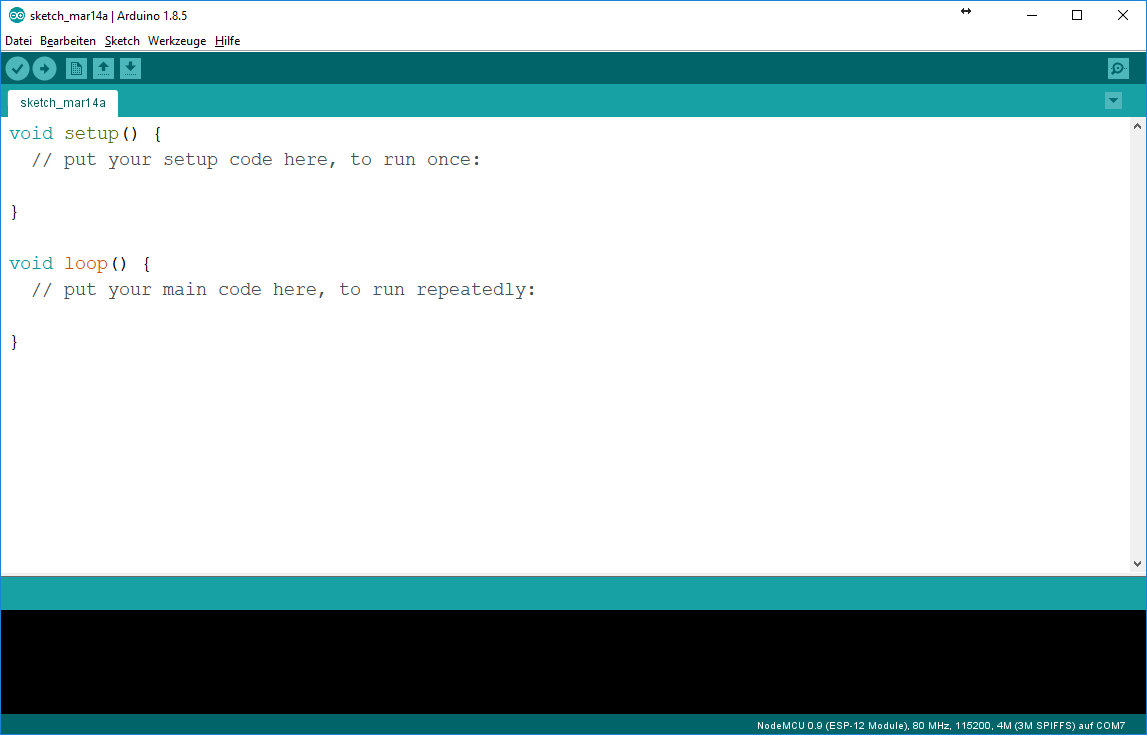 sketch_mar14a | Arduino 1.8.5
Datei Bearbeiten Sketch Werkzeuge Hilfe
sketch_mar14a
void setup() {
  // put your setup code here, to run once:
}
void loop() {
  // put your main code here, to run repeatedly:
}
NodeMCU 0.9 (ESP-12 Module), 80 MHz, 115200, 4M (3M SPIFFS) auf COM7